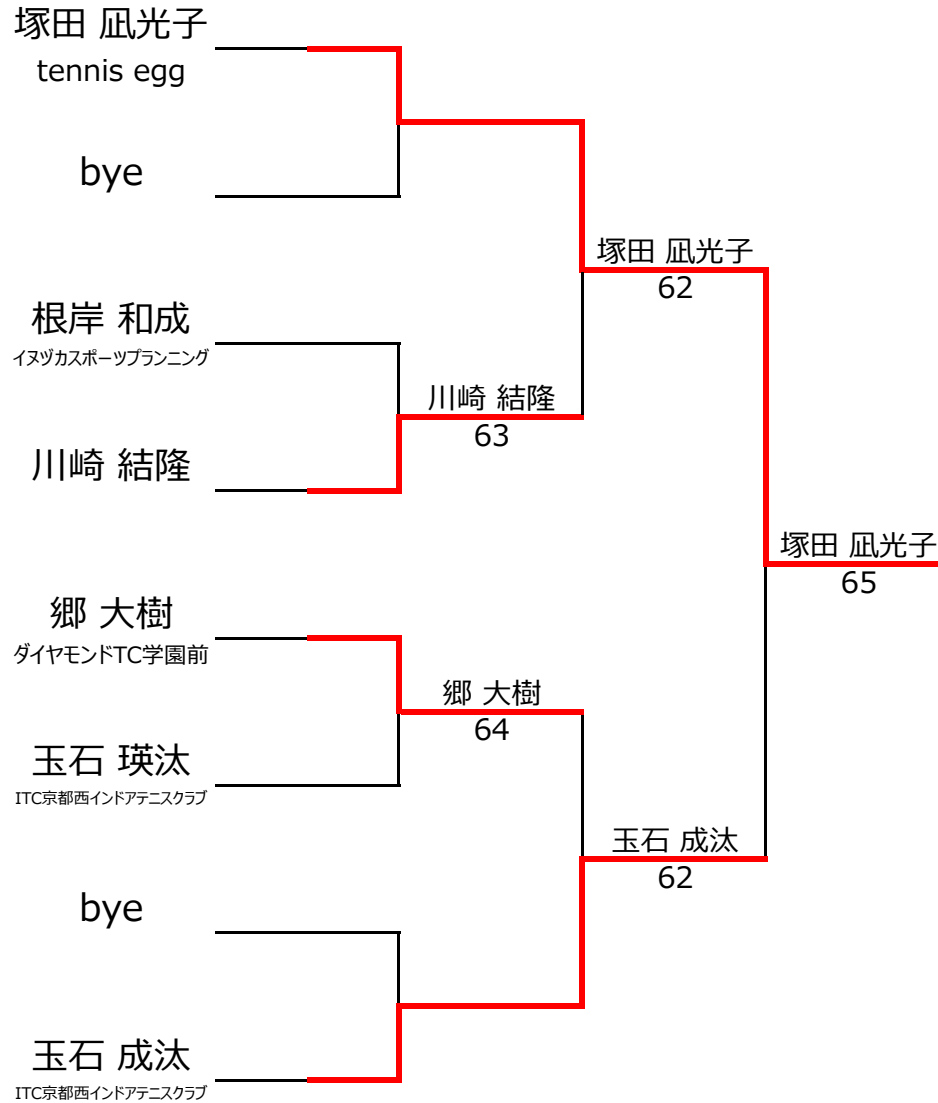 塚田 凪光子
tennis egg
bye
塚田 凪光子
62
根岸 和成
イヌヅカスポーツプランニング
川崎 結隆
63
川崎 結隆
塚田 凪光子
65
郷 大樹
ダイヤモンドTC学園前
郷 大樹
64
玉石 瑛汰
ITC京都西インドアテニスクラブ
玉石 成汰
62
bye
玉石 成汰
ITC京都西インドアテニスクラブ